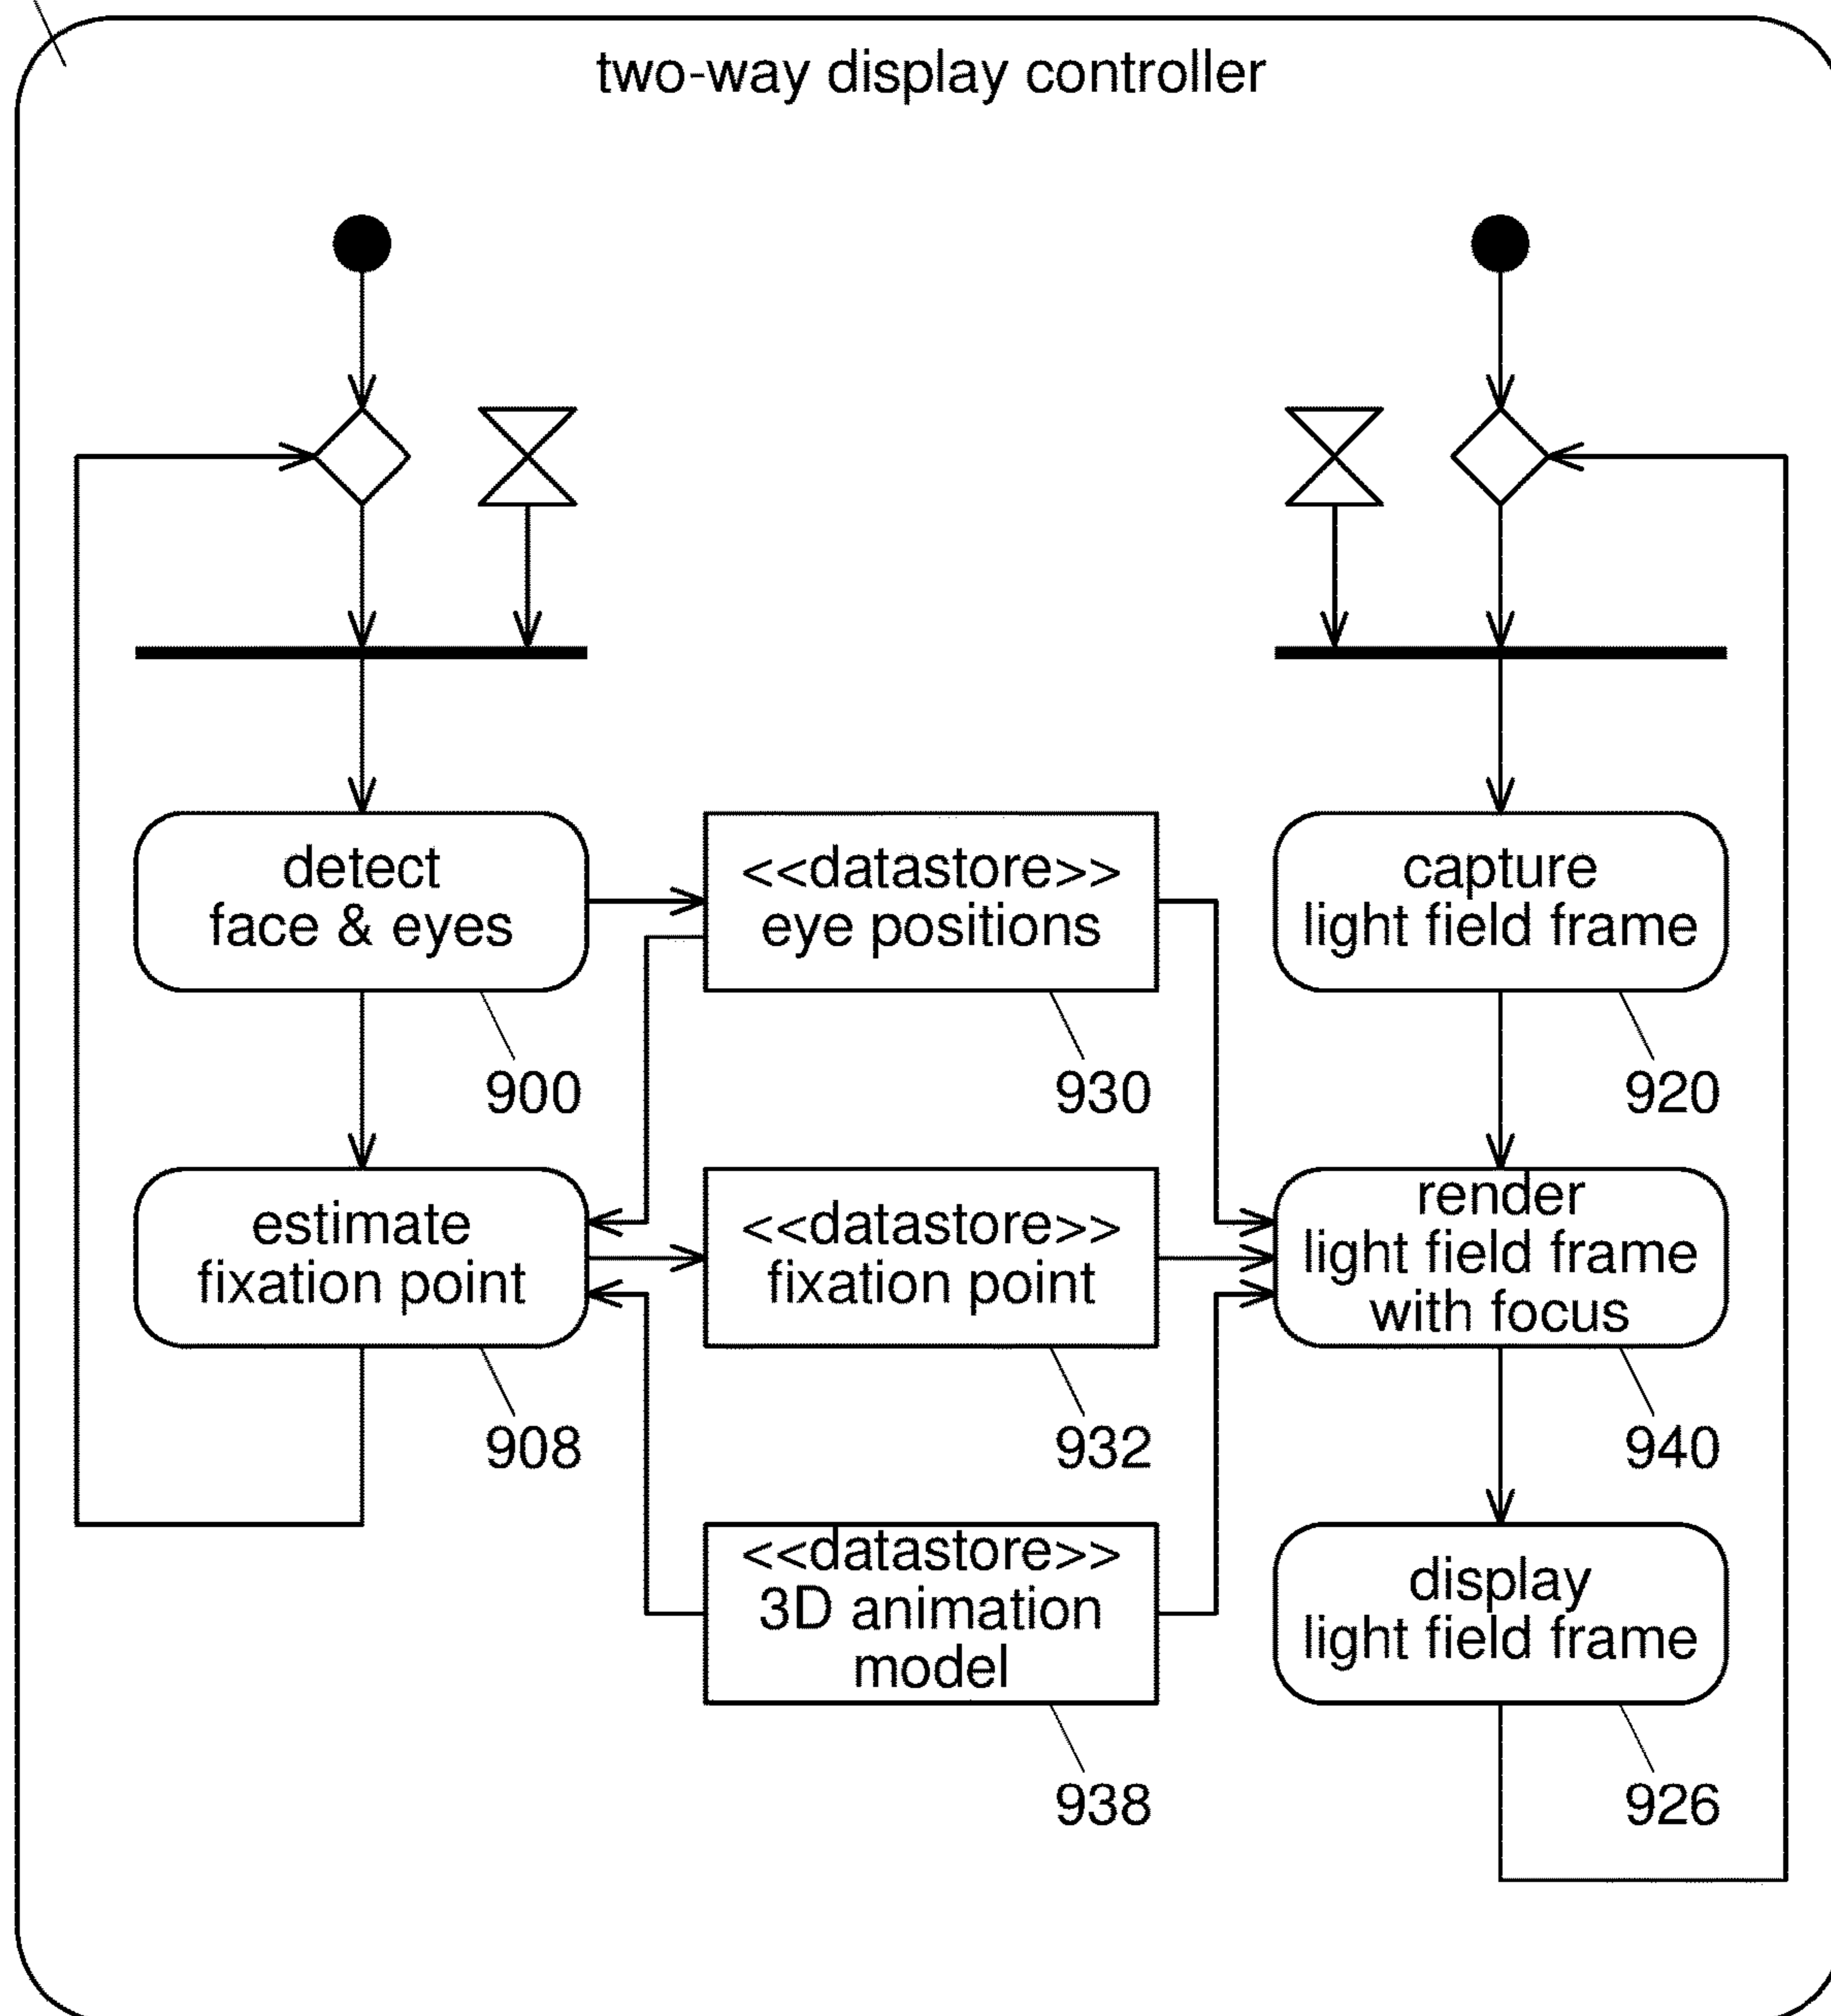 two-way display controller
detect
face & eyes
900
<<datastore>>
eye positions
930
capture
light field frame
920
estimate
fixation point
908
<<datastore>>
fixation point
932
render
light field frame
with focus
940
<<datastore>>
3D animation
model
938
display
light field frame
926